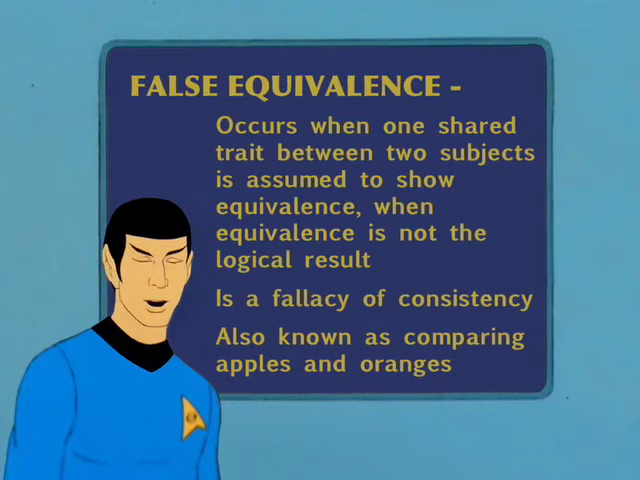 FALSE EQUIVALENCE -
Occurs when one shared
trait between two subjects
is assumed to show
equivalence, when
equivalence is not the
logical result
Is a fallacy of consistency
Also known as comparing
apples and oranges